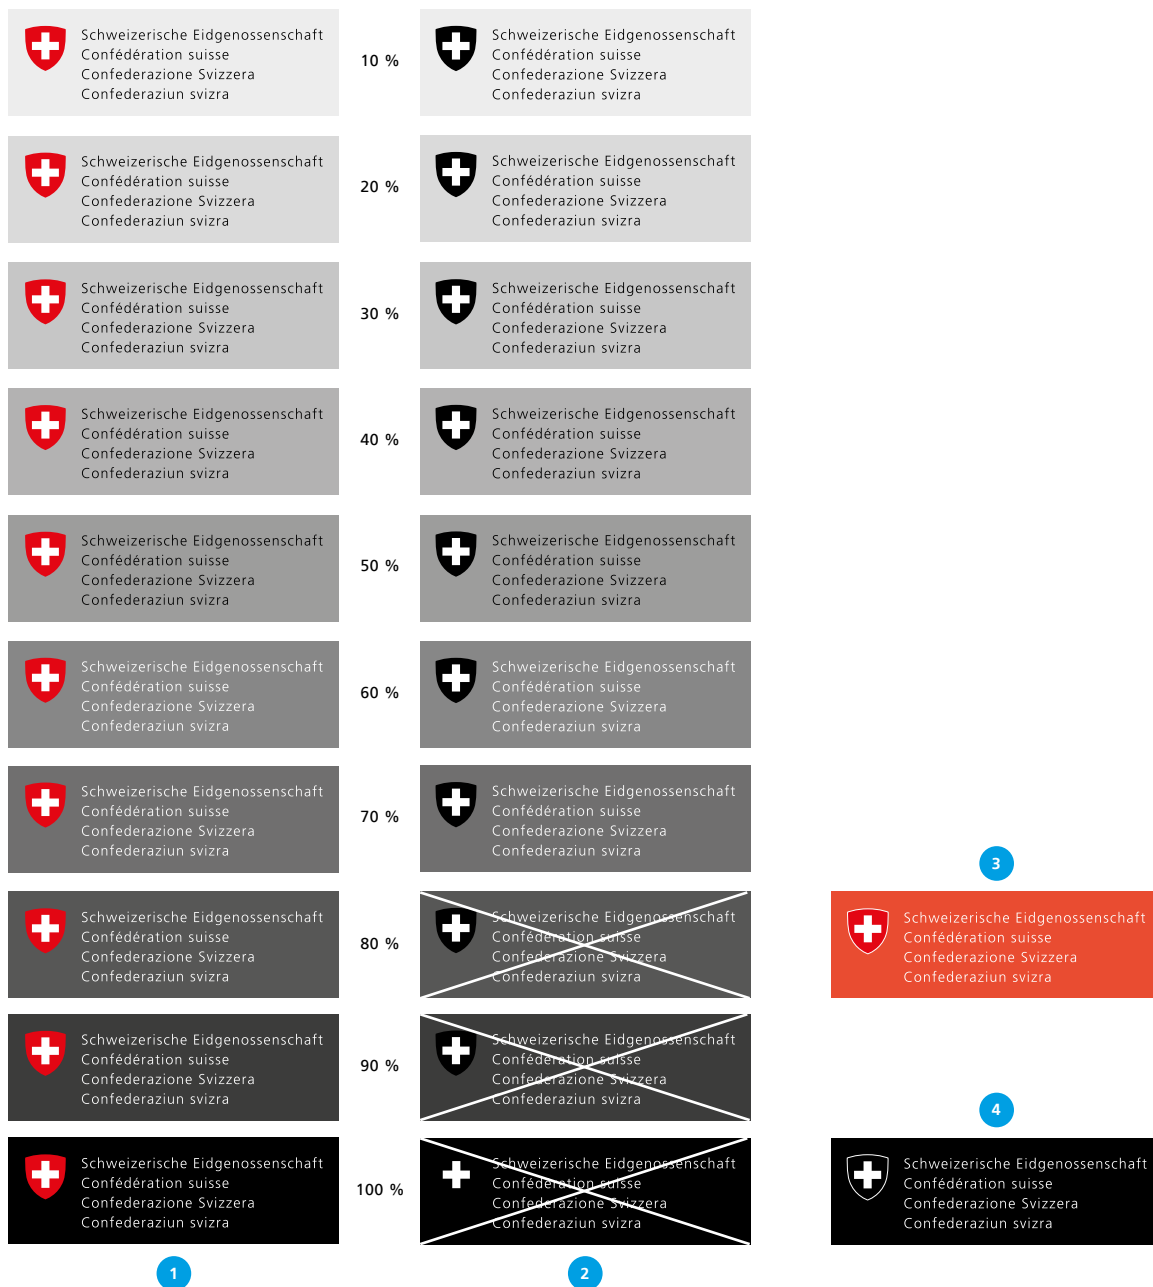 Schweizerische Eidgenossenschaft
Confédération suisse
Confederazione Svizzera
Confederaziun svizra
10 %
Schweizerische Eidgenossenschaft
Confédération suisse
Confederazione Svizzera
Confederaziun svizra
Schweizerische Eidgenossenschaft
Confédération suisse
Confederazione Svizzera
Confederaziun svizra
20 %
Schweizerische Eidgenossenschaft
Confédération suisse
Confederazione Svizzera
Confederaziun svizra
Schweizerische Eidgenossenschaft
Confédération suisse
Confederazione Svizzera
Confederaziun svizra
30 %
Schweizerische Eidgenossenschaft
Confédération suisse
Confederazione Svizzera
Confederaziun svizra
Schweizerische Eidgenossenschaft
Confédération suisse
Confederazione Svizzera
Confederaziun svizra
40 %
Schweizerische Eidgenossenschaft
Confédération suisse
Confederazione Svizzera
Confederaziun svizra
Schweizerische Eidgenossenschaft
Confédération suisse
Confederazione Svizzera
Confederaziun svizra
50 %
Schweizerische Eidgenossenschaft
Confédération suisse
Confederazione Svizzera
Confederaziun svizra
Schweizerische Eidgenossenschaft
Confédération suisse
Confederazione Svizzera
Confederaziun svizra
60 %
Schweizerische Eidgenossenschaft
Confédération suisse
Confederazione Svizzera
Confederaziun svizra
Schweizerische Eidgenossenschaft
Confédération suisse
Confederazione Svizzera
Confederaziun svizra
70 %
Schweizerische Eidgenossenschaft
Confédération suisse
Confederazione Svizzera
Confederaziun svizra
Schweizerische Eidgenossenschaft
Confédération suisse
Confederazione Svizzera
Confederaziun svizra
80 %
Schweizerische Eidgenossenschaft
Confédération suisse
Confederazione Svizzera
Confederaziun svizra
3
Schweizerische Eidgenossenschaft
Confédération suisse
Confederazione Svizzera
Confederaziun svizra
Schweizerische Eidgenossenschaft
Confédération suisse
Confederazione Svizzera
Confederaziun svizra
90 %
Schweizerische Eidgenossenschaft
Confédération suisse
Confederazione Svizzera
Confederaziun svizra
Schweizerische Eidgenossenschaft
Confédération suisse
Confederazione Svizzera
Confederaziun svizra
100 %
Schweizerische Eidgenossenschaft
Confédération suisse
Confederazione Svizzera
Confederaziun svizra
4
Schweizerische Eidgenossenschaft
Confédération suisse
Confederazione Svizzera
Confederaziun svizra
1
2